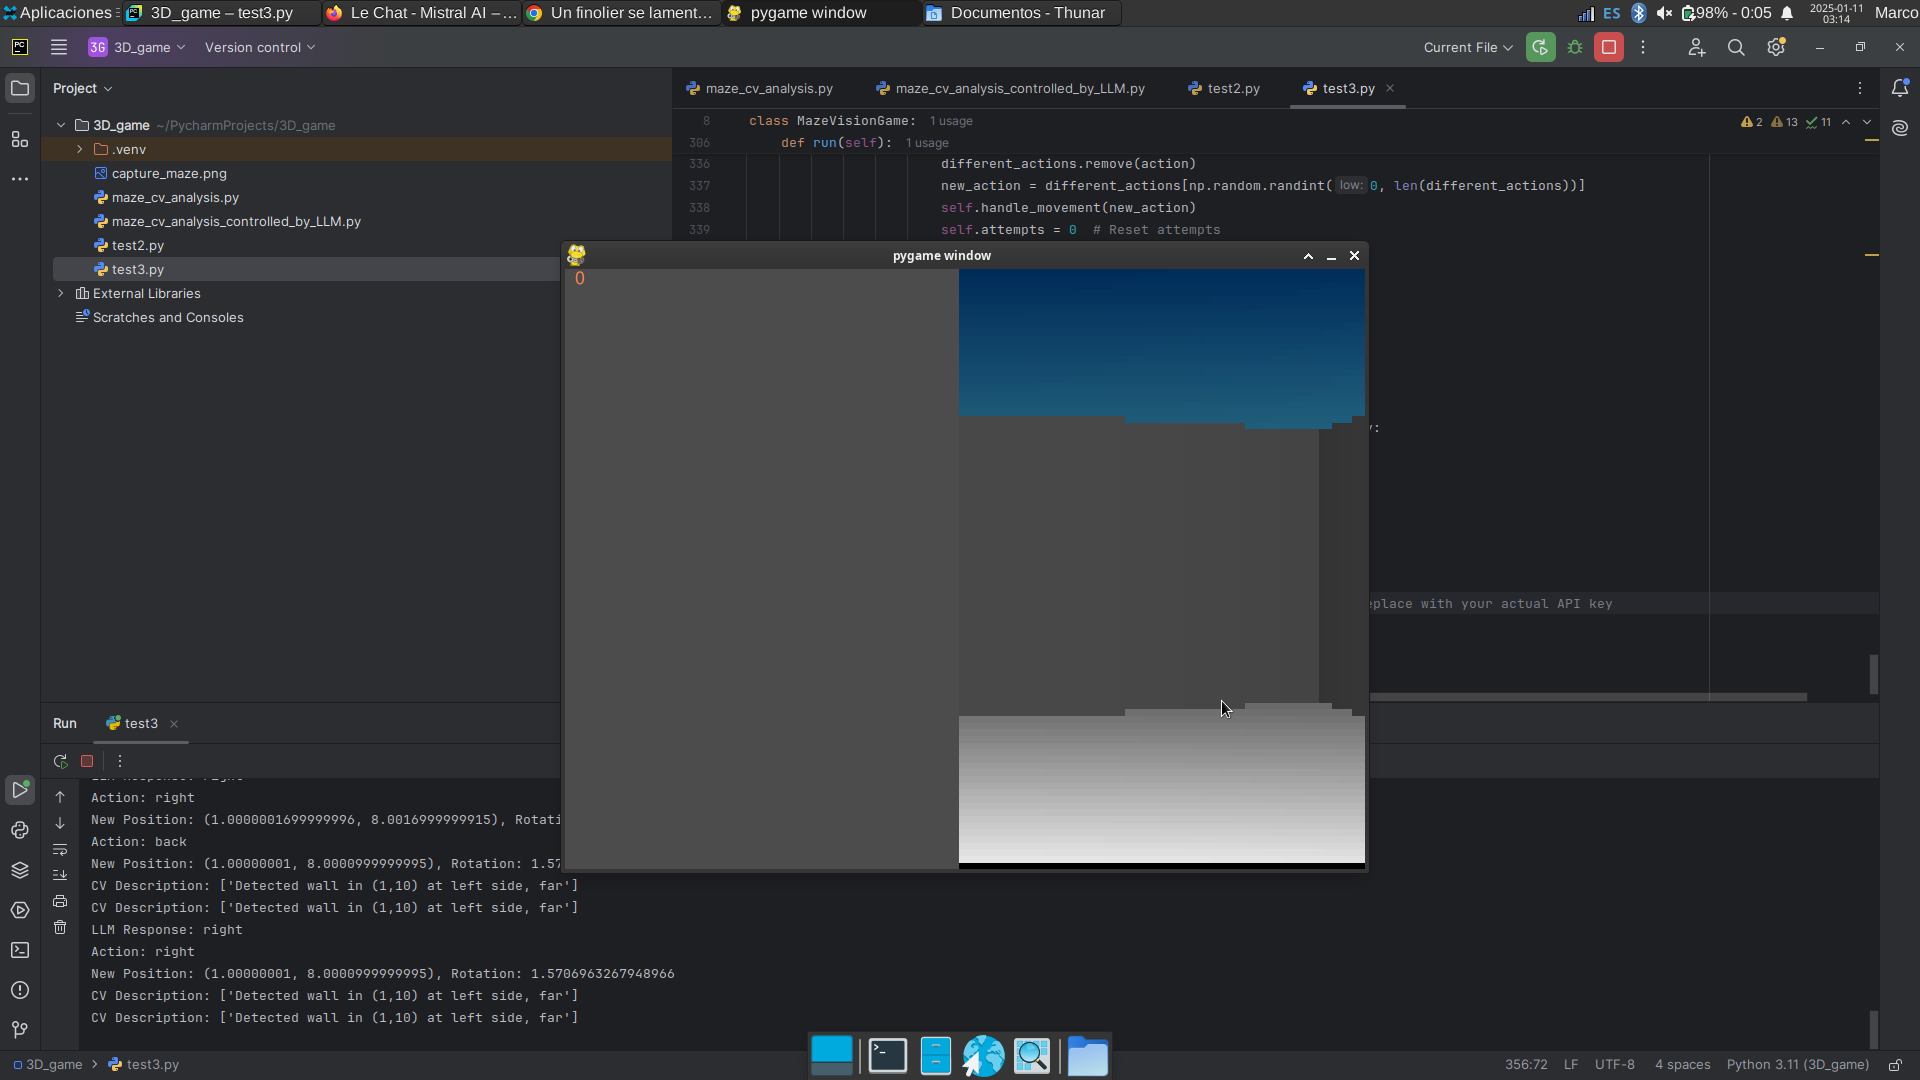 Aplicaciones
3D_game – test3.py
Le Chat - Mistral AI – ...
Un finolier se lament...
pygame window
Documentos - Thunar
ES
98% - 0:05
2025-01-11
03:14
Marco
PC
3G
3D_game
Version control
Current File
Project
maze_cv_analysis.py
maze_cv_analysis_controlled_by_LLM.py
test2.py
test3.py
3D_game ~/PycharmProjects/3D_game
.venv
capture_maze.png
maze_cv_analysis.py
maze_cv_analysis_controlled_by_LLM.py
test2.py
test3.py
External Libraries
Scratches and Consoles
8 class MazeVisionGame: 1 usage
2 13 11
306 def run(self): 1 usage
336 different_actions.remove(action)
337 new_action = different_actions[np.random.randint( low: 0, len(different_actions))]
338 self.handle_movement(new_action)
339 self.attempts = 0 # Reset attempts
pygame window
0
:
eplace with your actual API key
Run
test3
Action: right
New Position: (1.0000001699999996, 8.0016999999915), Rotati
Action: back
New Position: (1.00000001, 8.0000999999995), Rotation: 1.57
CV Description: ['Detected wall in (1,10) at left side, far']
CV Description: ['Detected wall in (1,10) at left side, far']
LLM Response: right
Action: right
New Position: (1.00000001, 8.0000999999995), Rotation: 1.5706963267948966
CV Description: ['Detected wall in (1,10) at left side, far']
CV Description: ['Detected wall in (1,10) at left side, far']
3D_game
test3.py
356:72
LF
UTF-8
4 spaces
Python 3.11 (3D_game)